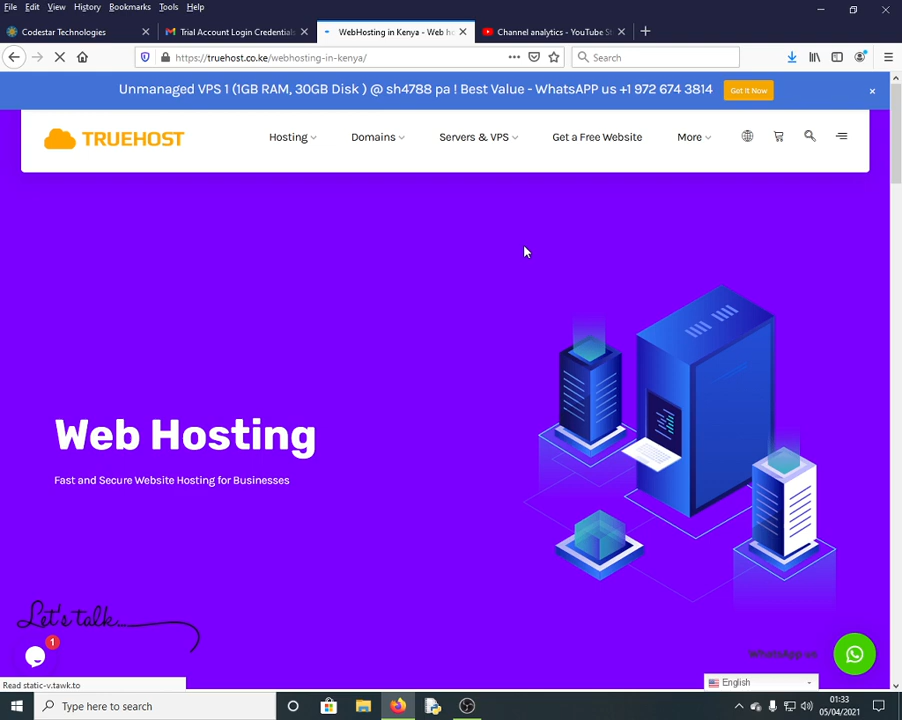 File Edit View History Bookmarks Tools Help
Codestar Technologies
Trial Account Login Credentials
WebHosting in Kenya - Web ho
Channel analytics - YouTube St
https://truehost.co.ke/webhosting-in-kenya/
Search
Unmanaged VPS 1 (1GB RAM, 30GB Disk ) @ sh4788 pa ! Best Value - WhatsAPP us +1 972 674 3814
Get It Now
TRUEHOST
Hosting
Domains
Servers & VPS
Get a Free Website
More
Web Hosting
Fast and Secure Website Hosting for Businesses
Let's talk...
1
WhatsApp us
Read static-v.tawk.to
English
Type here to search
01:33
05/04/2021